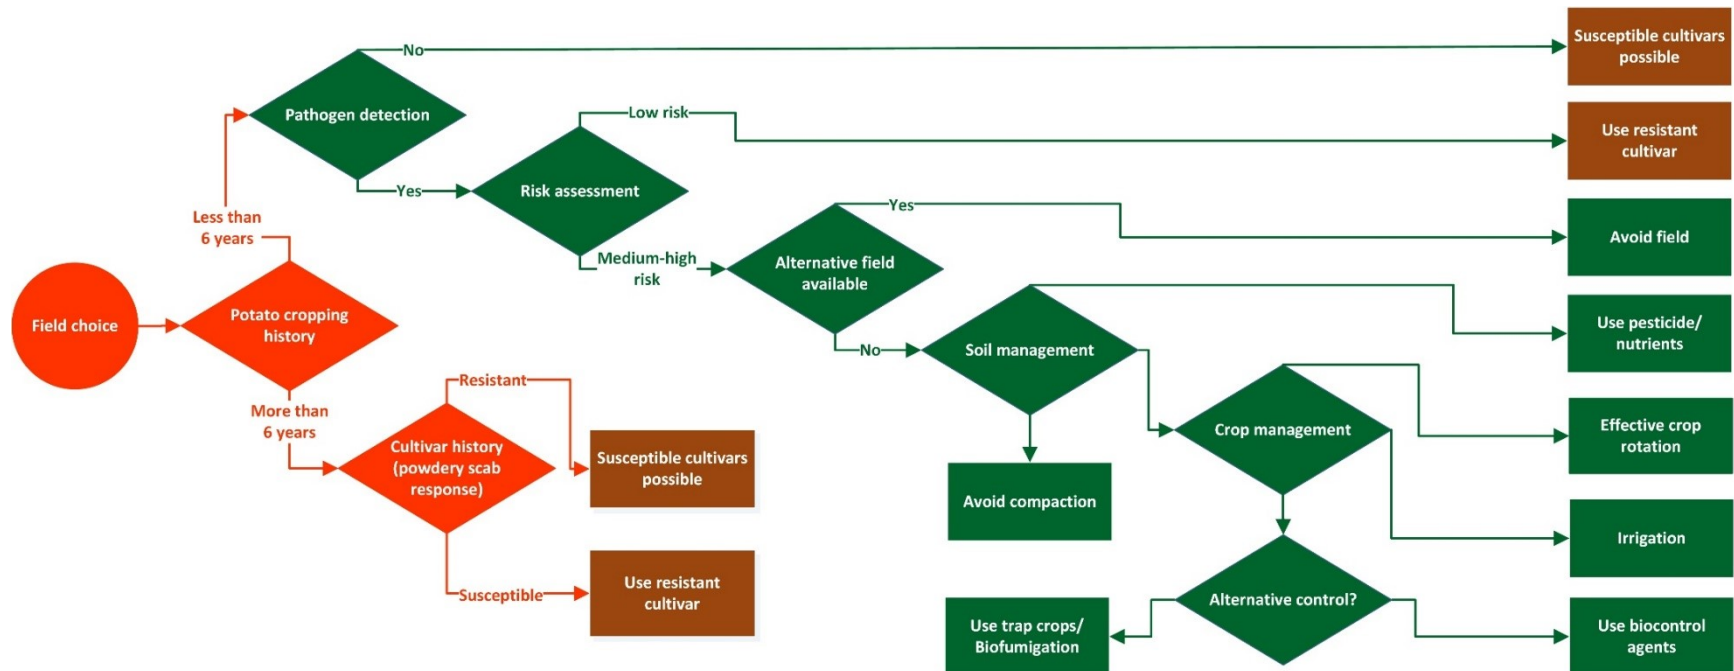 No
Susceptible cultivars
possible
Pathogen detection
Low risk
Use resistant
cultivar
Yes
Risk assessment
Less than
6 years
Yes
Avoid field
Medium-high
risk
Alternative field
available
Field choice
Potato cropping
history
No
Soil management
Use pesticide/
nutrients
Resistant
More than
6 years
Cultivar history
(powdery scab
response)
Susceptible cultivars
possible
Crop management
Effective crop
rotation
Avoid compaction
Irrigation
Susceptible
Use resistant
cultivar
Alternative control?
Use trap crops/
Biofumigation
Use biocontrol
agents